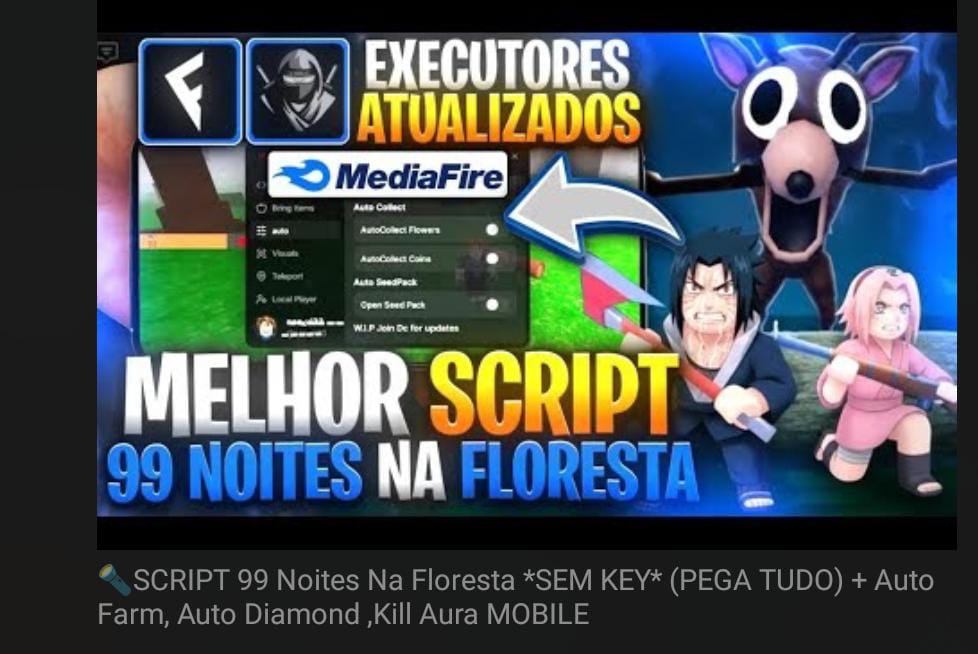 EXECUTORES
ATUALIZADOS
MediaFire
Bring Items
Auto Collect
auto
AutoCollect Flowers
Visuals
AutoCollect Coins
Teleport
Auto SeedPack
Local Player
Open Seed Pack
W.I.P Join Dc for updates
MELHOR SCRIPT
99 NOITES NA FLORESTA
🔦SCRIPT 99 Noites Na Floresta *SEM KEY* (PEGA TUDO) + Auto
Farm, Auto Diamond ,Kill Aura MOBILE